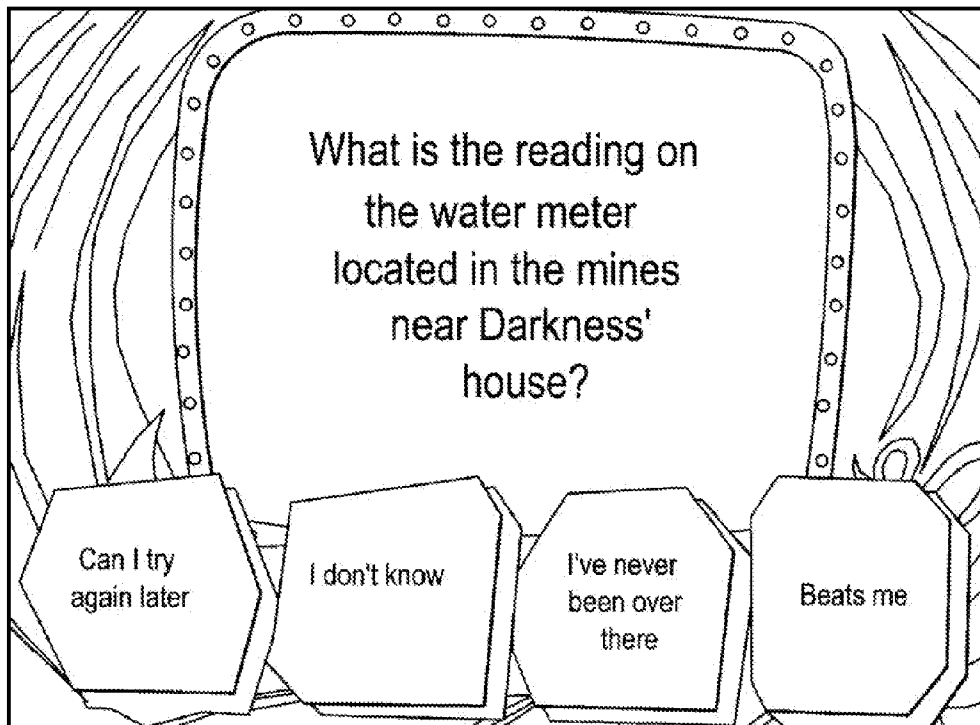 What is the reading on
the water meter
located in the mines
near Darkness'
house?
Can I try
again later
I don't know
I've never
been over
there
Beats me